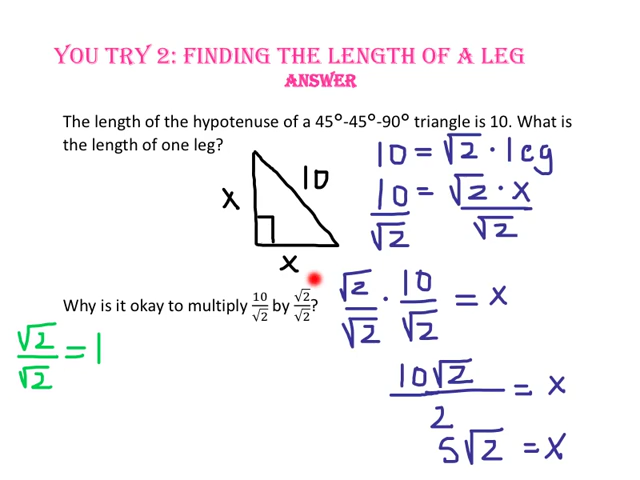 YOU TRY 2: FINDING THE LENGTH OF A LEG
ANSWER
The length of the hypotenuse of a 45°-45°-90° triangle is 10. What is
the length of one leg?
10 = √2 · leg
10/√2 = √2 · x/√2
x
10
x
Why is it okay to multiply 10/√2 by √2/√2?
√2/√2 · 10/√2 = x
√2/√2 = 1
10√2/2 = x
5√2 = x